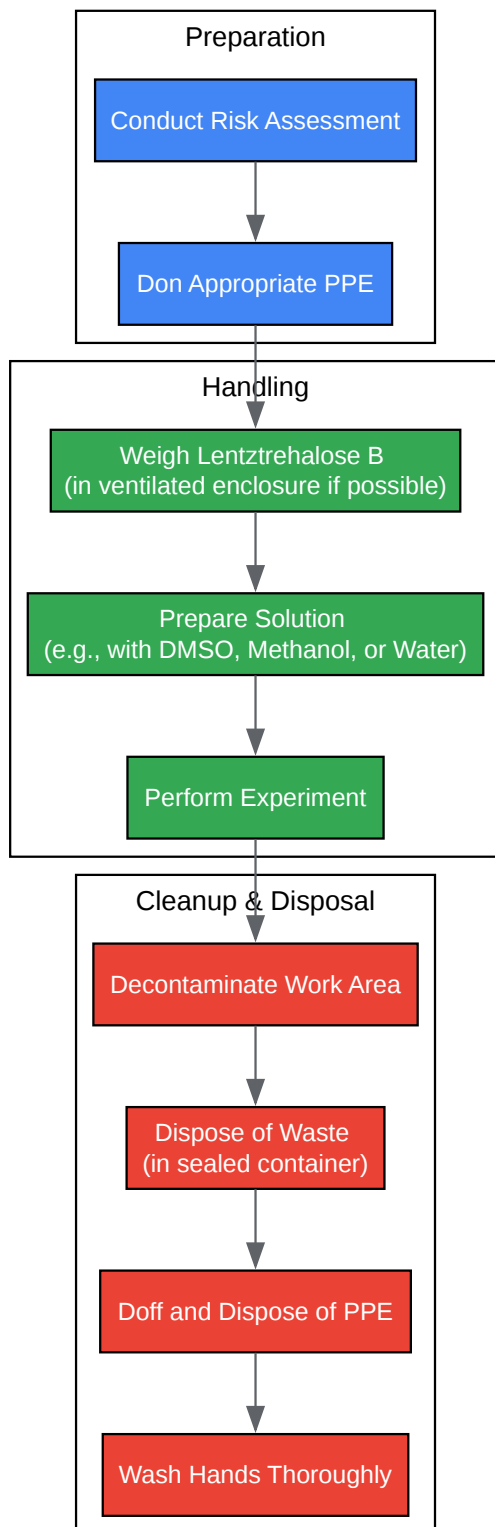 Preparation
Conduct Risk Assessment
Don Appropriate PPE
Handling
Weigh Lentztrehalose B
(in ventilated enclosure if possible)
Prepare Solution
(e.g., with DMSO, Methanol, or Water)
Perform Experiment
Cleanup & Disposal
Decontaminate Work Area
Dispose of Waste
(in sealed container)
Doff and Dispose of PPE
Wash Hands Thoroughly